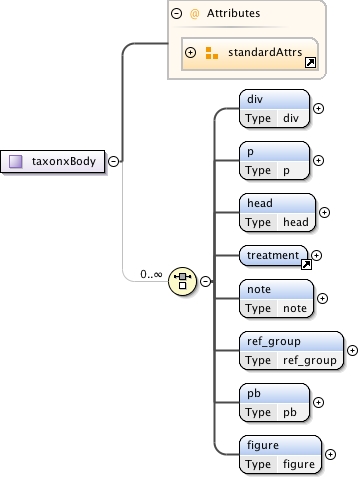 @ Attributes
standardAttrs
div
Type div
taxonxBody
p
Type p
head
Type head
treatment
0..∞
note
Type note
ref_group
Type ref_group
pb
Type pb
figure
Type figure